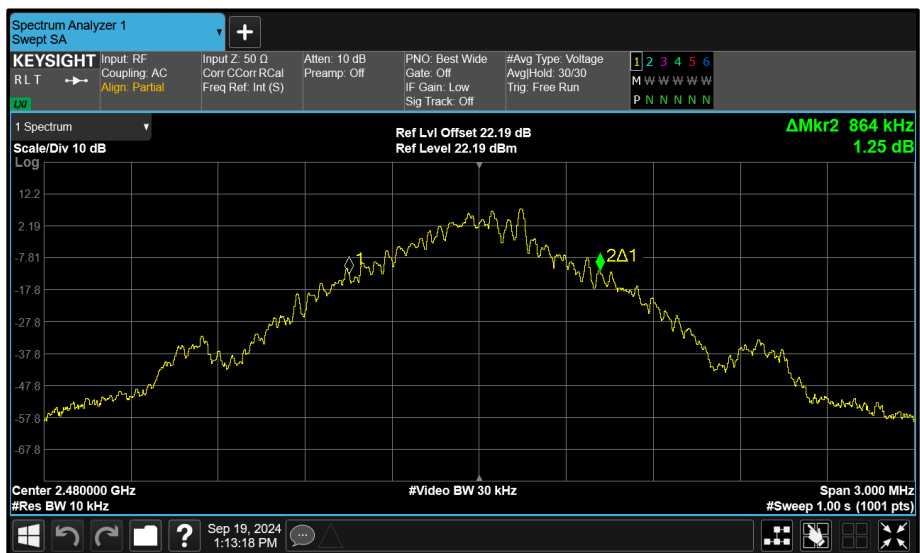 Spectrum Analyzer 1
Swept SA
KEYSIGHT
RLT
LXI
Input: RF
Coupling: AC
Align: Partial
Input Z: 50 Ω
Corr CCorr RCal
Freq Ref: Int (S)
Atten: 10 dB
Preamp: Off
PNO: Best Wide
Gate: Off
IF Gain: Low
Sig Track: Off
#Avg Type: Voltage
Avg|Hold: 30/30
Trig: Free Run
1 2 3 4 5 6
M W W W W W
P N N N N N
1 Spectrum
Scale/Div 10 dB
Log
Ref Lvl Offset 22.19 dB
Ref Level 22.19 dBm
ΔMkr2 864 kHz
1.25 dB
12.2
2.19
-7.81
-17.8
-27.8
-37.8
-47.8
-57.8
-67.8
1
2Δ1
Center 2.480000 GHz
#Res BW 10 kHz
#Video BW 30 kHz
Span 3.000 MHz
#Sweep 1.00 s (1001 pts)
Sep 19, 2024
1:13:18 PM